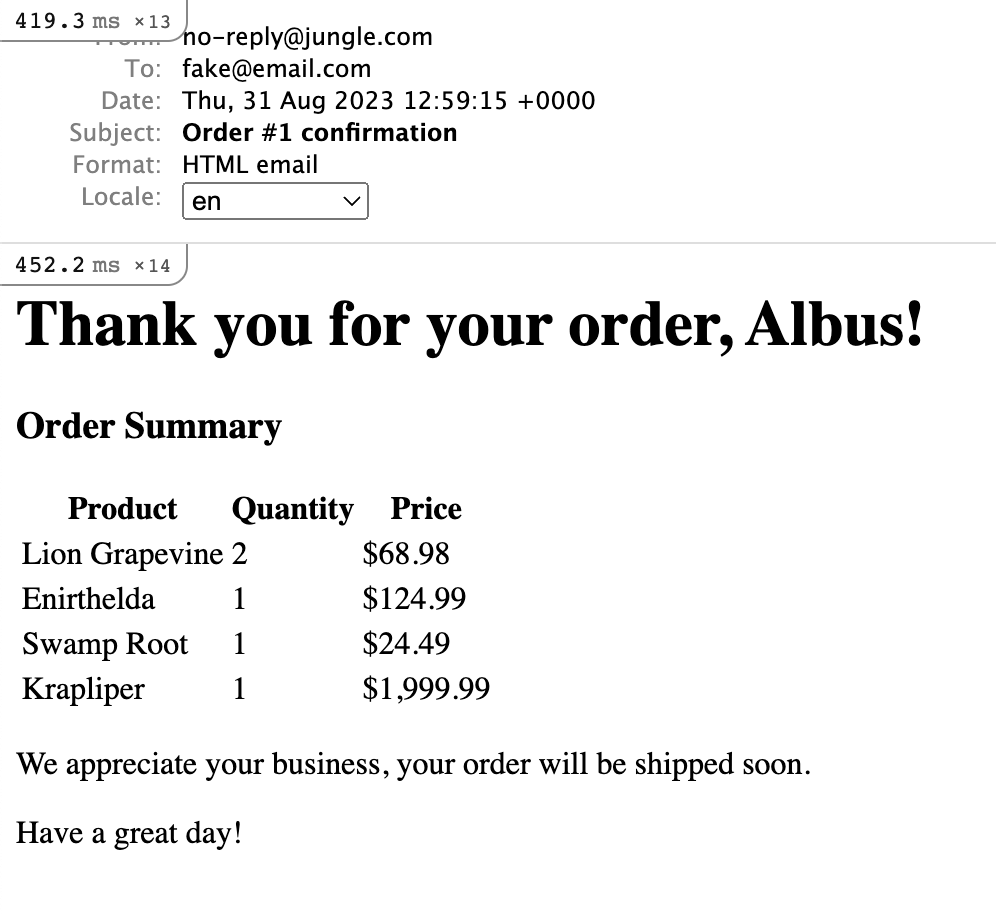 419.3 ms ×13
From: no-reply@jungle.com
To: fake@email.com
Date: Thu, 31 Aug 2023 12:59:15 +0000
Subject: Order #1 confirmation
Format: HTML email
Locale: en
452.2 ms ×14
Thank you for your order, Albus!
Order Summary
Product Quantity Price
Lion Grapevine 2 $68.98
Enirthelda 1 $124.99
Swamp Root 1 $24.49
Krapliper 1 $1,999.99
We appreciate your business, your order will be shipped soon.
Have a great day!